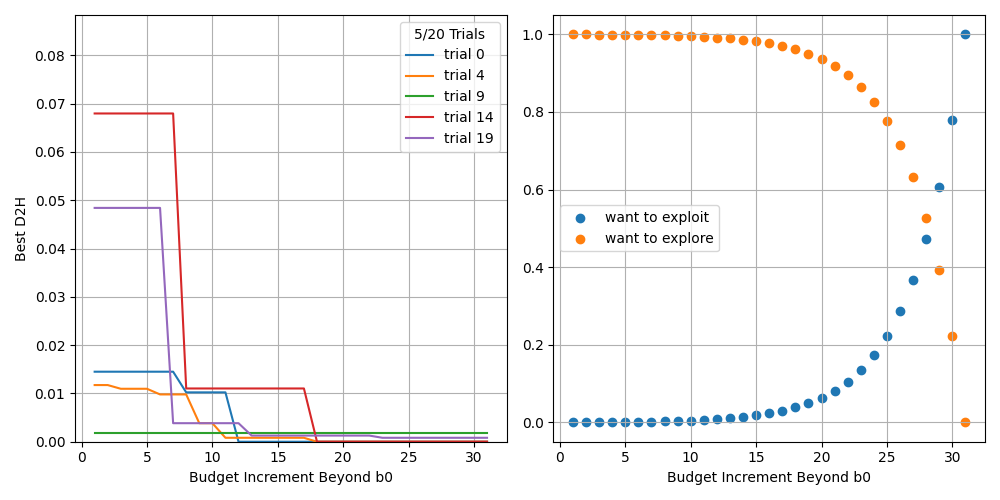 5/20 Trials
trial 0
trial 4
trial 9
trial 14
trial 19
Best D2H
0.08
0.07
0.06
0.05
0.04
0.03
0.02
0.01
0.00
0 5 10 15 20 25 30
Budget Increment Beyond b0
1.0
0.8
0.6
0.4
0.2
0.0
want to exploit
want to explore
0 5 10 15 20 25 30
Budget Increment Beyond b0